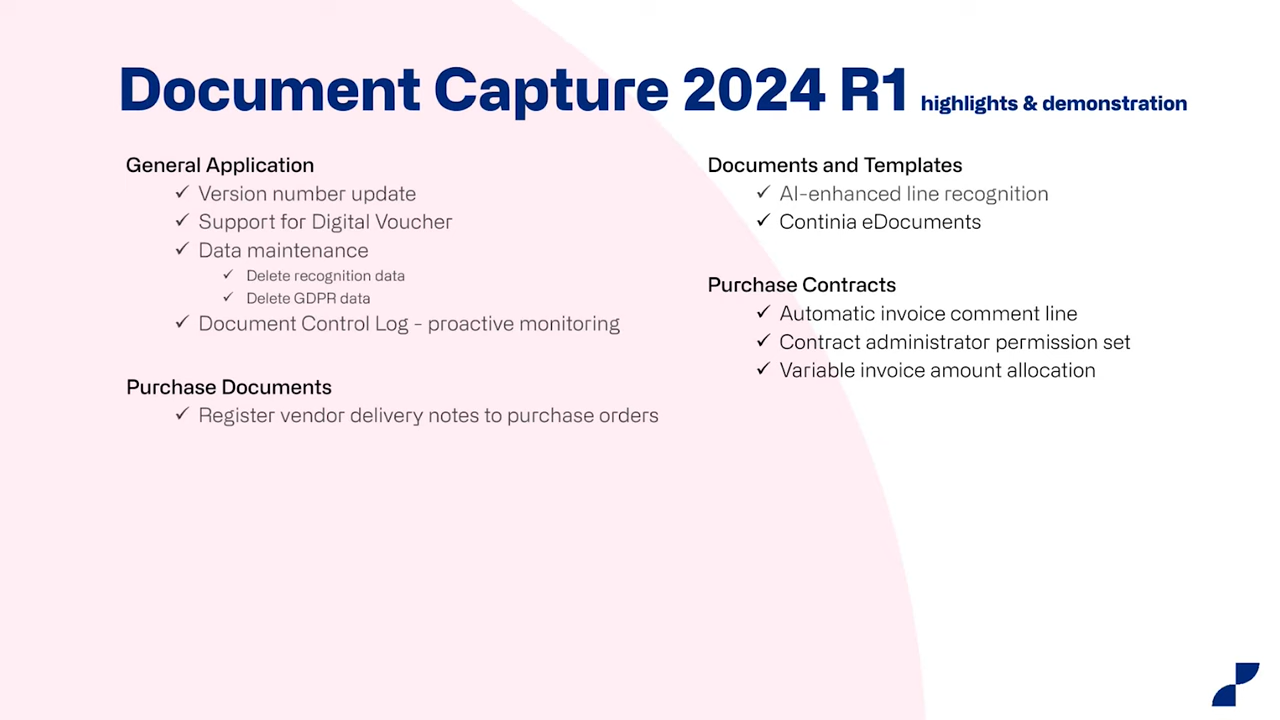 Document Capture 2024 R1 highlights & demonstration
General Application
✓ Version number update
✓ Support for Digital Voucher
✓ Data maintenance
✓ Delete recognition data
✓ Delete GDPR data
✓ Document Control Log - proactive monitoring
Purchase Documents
✓ Register vendor delivery notes to purchase orders
Documents and Templates
✓ AI-enhanced line recognition
✓ Continia eDocuments
Purchase Contracts
✓ Automatic invoice comment line
✓ Contract administrator permission set
✓ Variable invoice amount allocation